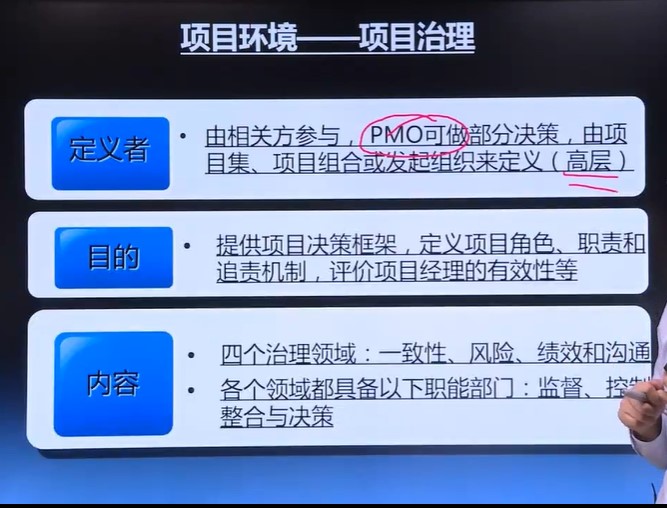 项目环境——项目治理
定义者
• 由相关方参与，PMO可做部分决策，由项
目集、项目组合或发起组织来定义（高层）
目的
• 提供项目决策框架，定义项目角色、职责和
追责机制，评价项目经理的有效性等
内容
• 四个治理领域：一致性、风险、绩效和沟通
• 各个领域都具备以下职能部门：监督、控制
整合与决策